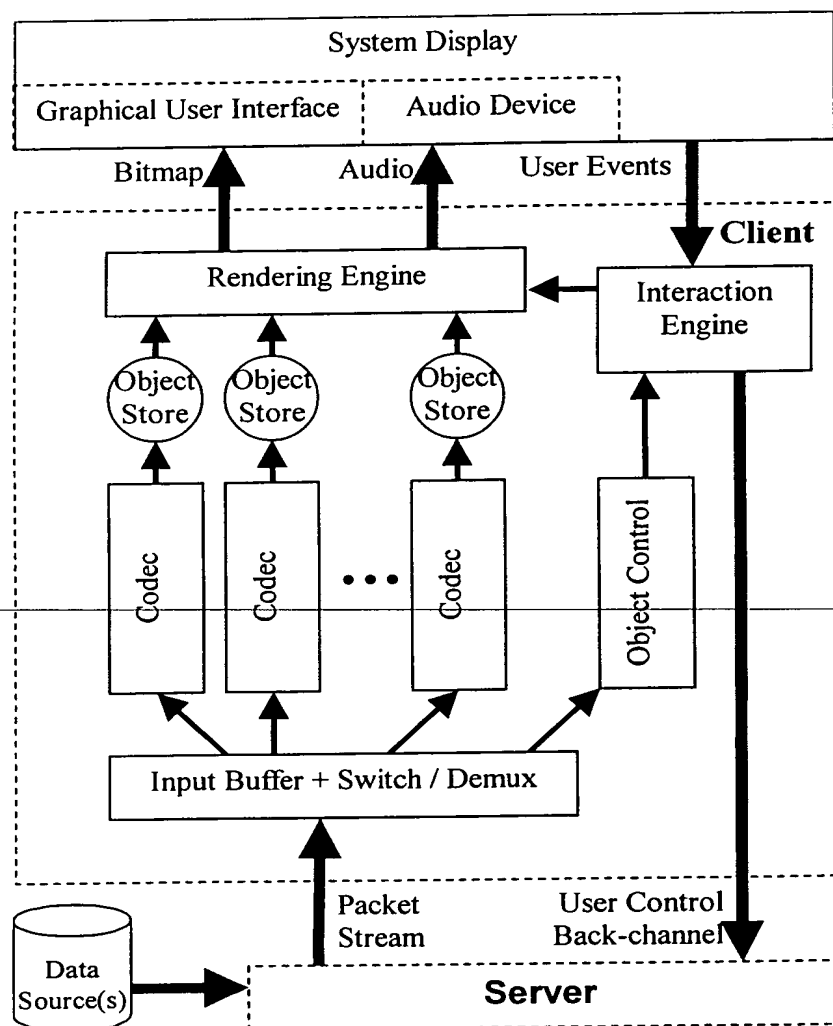 System Display
Graphical User Interface
Audio Device
Bitmap
Audio
User Events
Client
Rendering Engine
Interaction
Engine
Object
Store
Object
Store
Object
Store
Codec
Codec
Codec
Object Control
Input Buffer + Switch / Demux
Packet
Stream
User Control
Back-channel
Data
Source(s)
Server